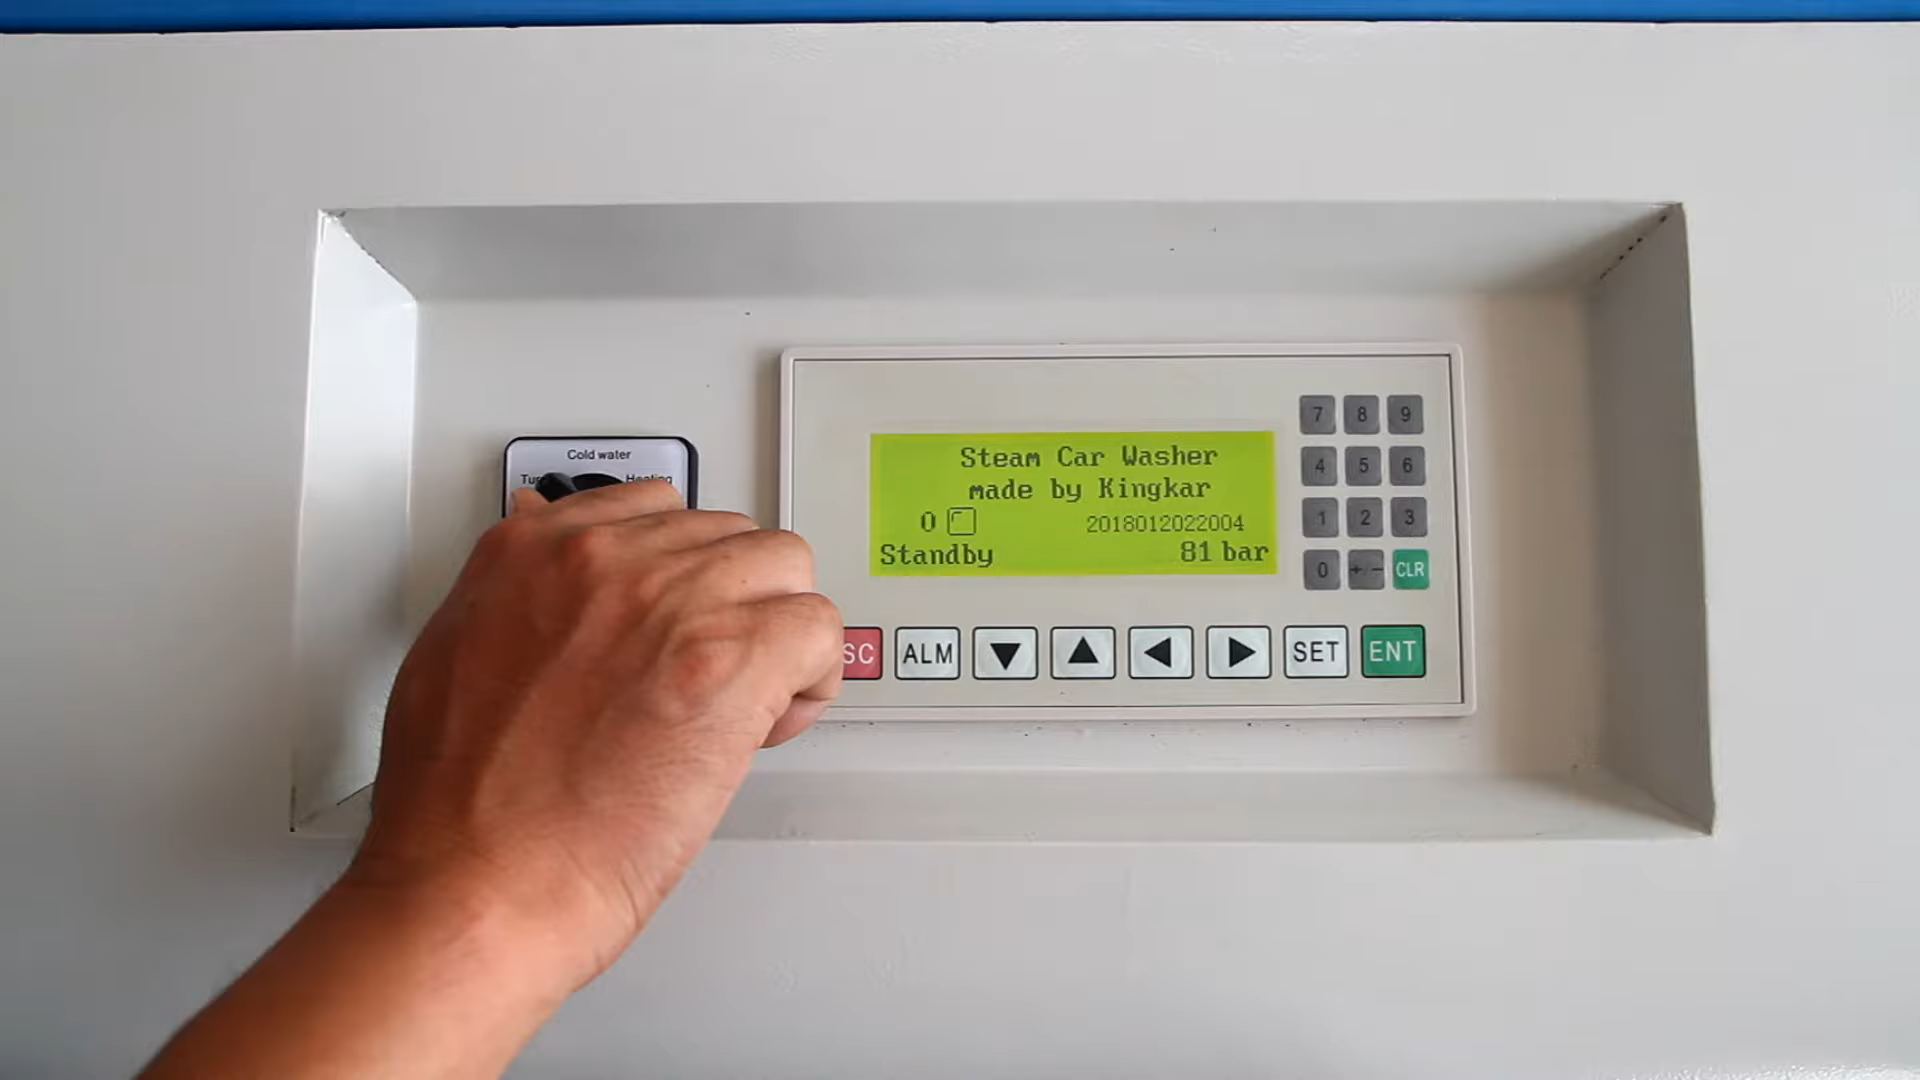 Cold water
Heating
Steam Car Washer
made by Kingkar
0 2018012022004
Standby 81 bar
7 8 9
4 5 6
1 2 3
0 +/- CLR
ALM ▼ ▲ ◀ ▶ SET ENT